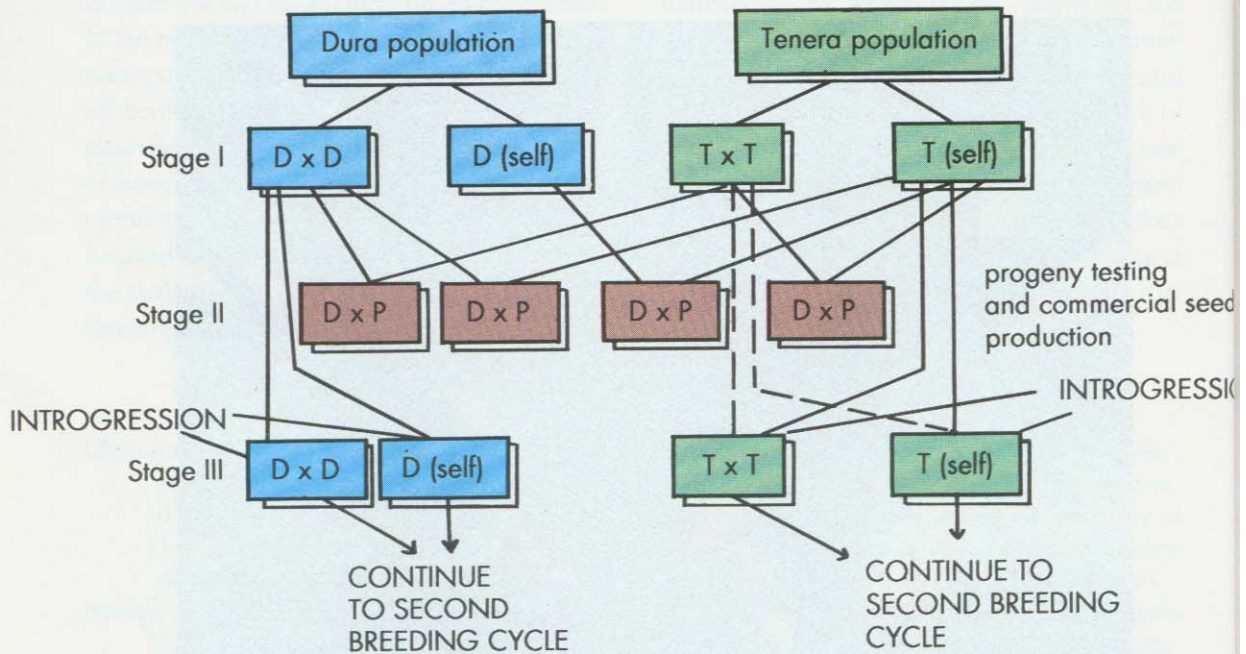 Dura population
Tenera population
Stage I
D x D
D (self)
T x T
T (self)
Stage II
D x P
D x P
D x P
D x P
progeny testing
and commercial seed
production
INTROGRESSION
INTROGRESSIO
Stage III
D x D
D (self)
T x T
T (self)
CONTINUE
TO SECOND
BREEDING CYCLE
CONTINUE TO
SECOND BREEDING
CYCLE